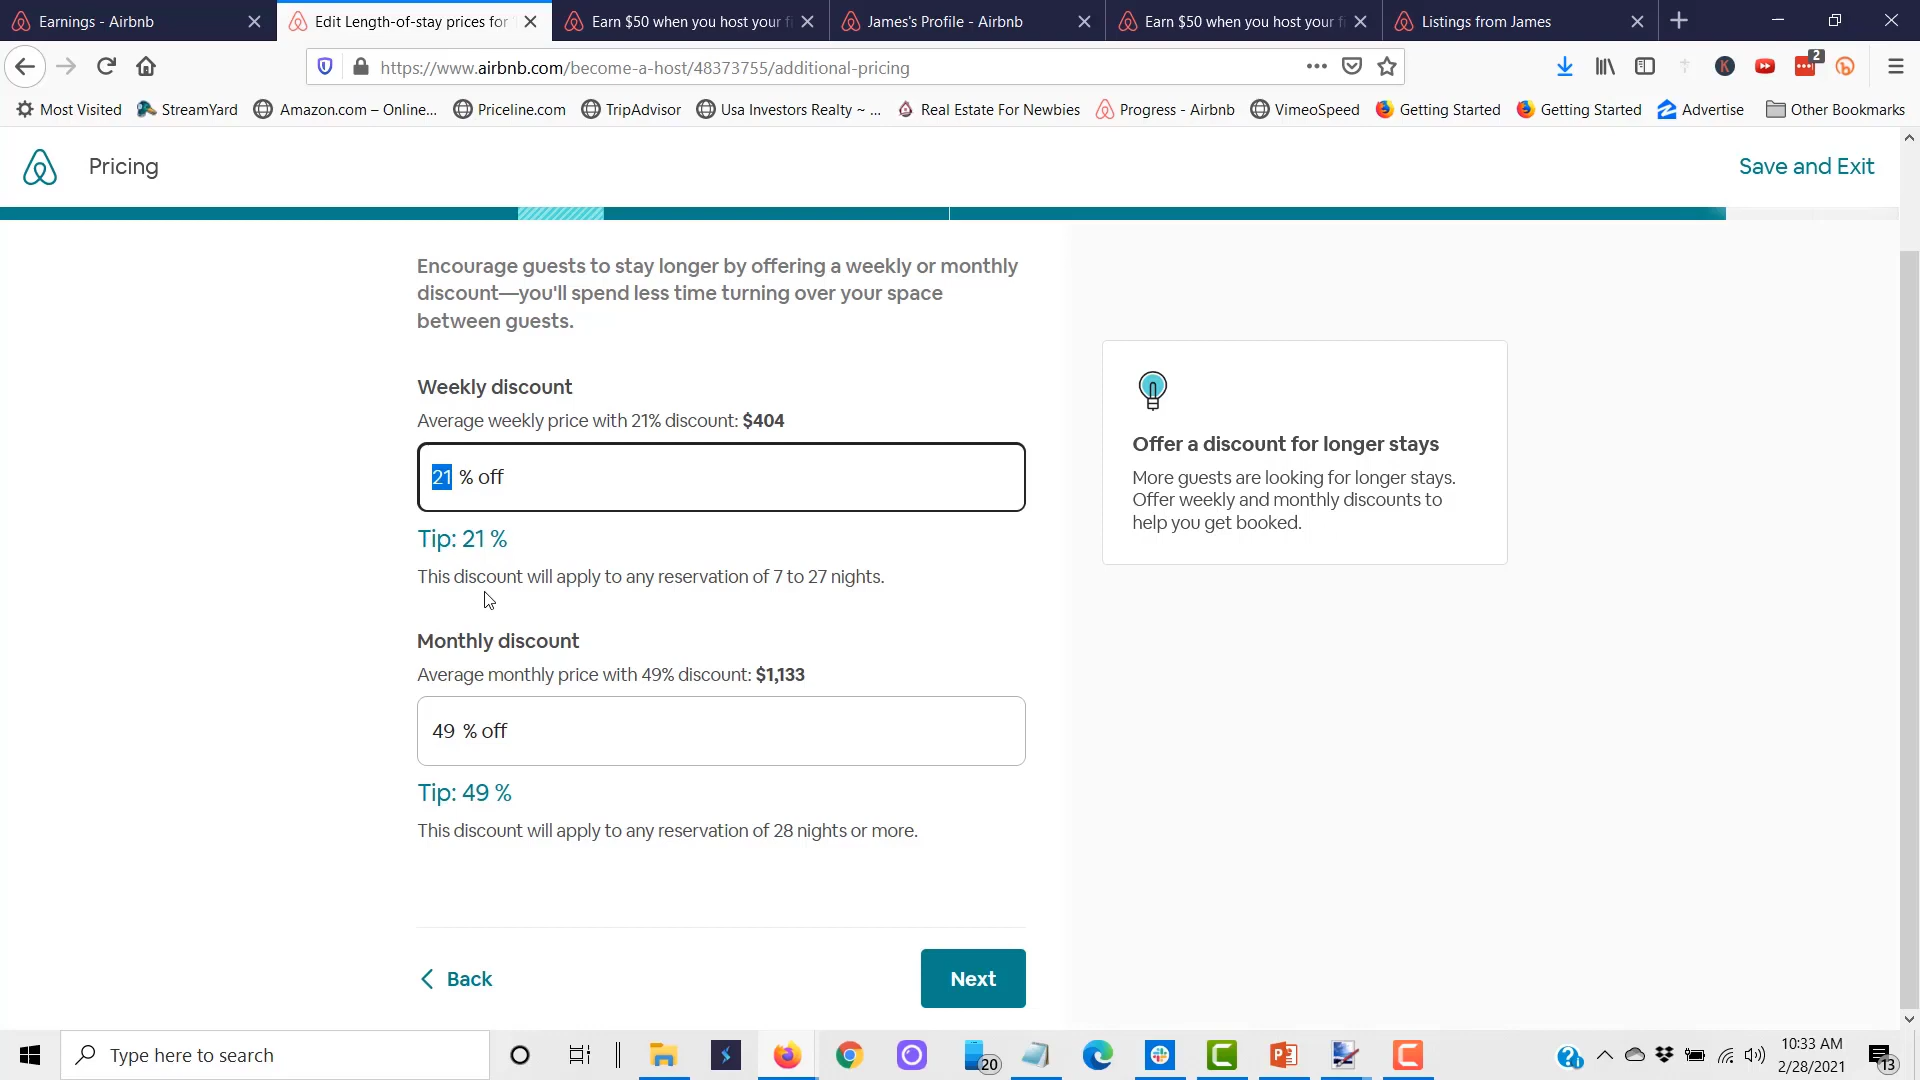 Earnings - Airbnb
Edit Length-of-stay prices for
Earn $50 when you host your fi
James's Profile - Airbnb
Earn $50 when you host your fi
Listings from James
https://www.airbnb.com/become-a-host/48373755/additional-pricing
2
Most Visited
StreamYard
Amazon.com – Online...
Priceline.com
TripAdvisor
Usa Investors Realty ~ ...
Real Estate For Newbies
Progress - Airbnb
VimeoSpeed
Getting Started
Getting Started
Advertise
Other Bookmarks
Pricing
Save and Exit
Encourage guests to stay longer by offering a weekly or monthly
discount—you'll spend less time turning over your space
between guests.
Weekly discount
Average weekly price with 21% discount: $404
21 % off
Tip: 21 %
This discount will apply to any reservation of 7 to 27 nights.
Monthly discount
Average monthly price with 49% discount: $1,133
49 % off
Tip: 49 %
This discount will apply to any reservation of 28 nights or more.
Offer a discount for longer stays
More guests are looking for longer stays.
Offer weekly and monthly discounts to
help you get booked.
Back
Next
Type here to search
20
10:33 AM
2/28/2021
13